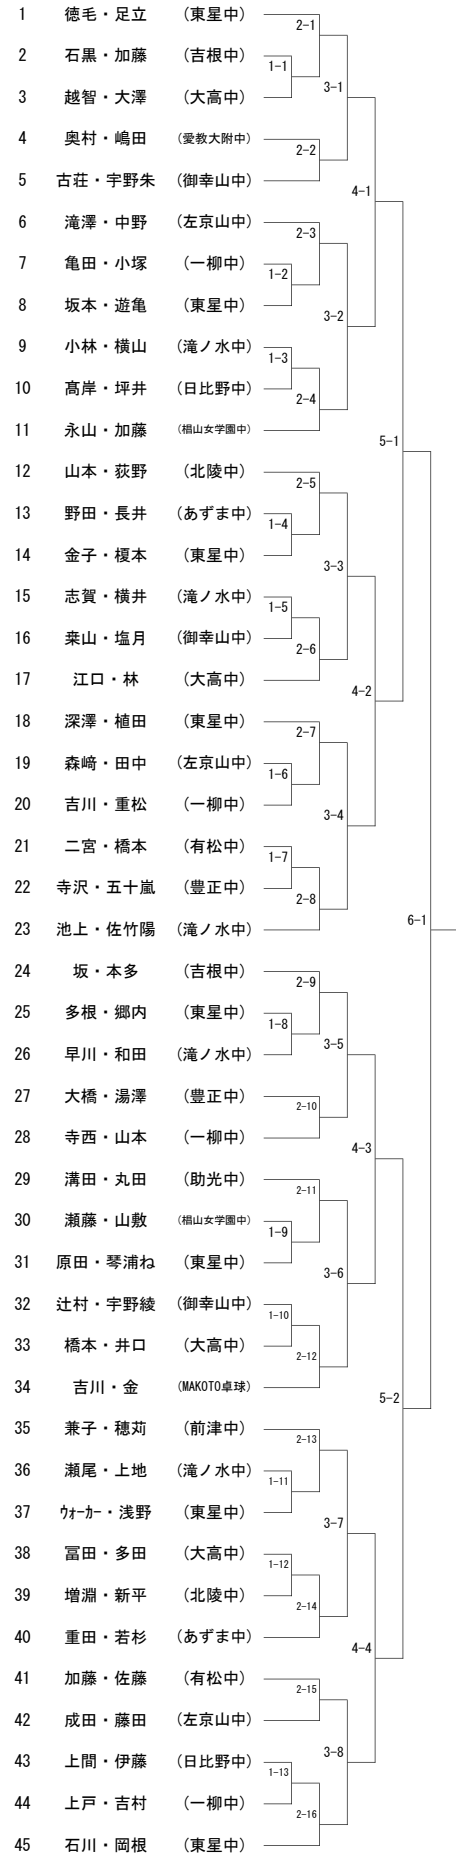 1 徳毛・足立 (東星中)
2-1
2 石黒・加藤 (吉根中)
1-1
3-1
3 越智・大澤 (大高中)
4 奥村・嶋田 (愛教大附中)
2-2
5 古荘・宇野朱 (御幸山中)
4-1
6 滝澤・中野 (左京山中)
2-3
7 亀田・小塚 (一柳中)
1-2
8 坂本・遊亀 (東星中)
3-2
9 小林・横山 (滝ノ水中)
1-3
10 髙岸・坪井 (日比野中)
2-4
11 永山・加藤 (椙山女学園中)
5-1
12 山本・荻野 (北陵中)
2-5
13 野田・長井 (あずま中)
1-4
14 金子・榎本 (東星中)
3-3
15 志賀・横井 (滝ノ水中)
1-5
16 桒山・塩月 (御幸山中)
2-6
17 江口・林 (大高中)
4-2
18 深澤・植田 (東星中)
2-7
19 森﨑・田中 (左京山中)
1-6
20 吉川・重松 (一柳中)
3-4
21 二宮・橋本 (有松中)
1-7
22 寺沢・五十嵐 (豊正中)
2-8
23 池上・佐竹陽 (滝ノ水中)
6-1
24 坂・本多 (吉根中)
2-9
25 多根・郷内 (東星中)
1-8
26 早川・和田 (滝ノ水中)
3-5
27 大橋・湯澤 (豊正中)
2-10
28 寺西・山本 (一柳中)
4-3
29 溝田・丸田 (助光中)
2-11
30 瀬藤・山敷 (椙山女学園中)
1-9
31 原田・琴浦ね (東星中)
3-6
32 辻村・宇野綾 (御幸山中)
1-10
33 橋本・井口 (大高中)
2-12
34 吉川・金 (MAKOTO卓球)
5-2
35 兼子・穂苅 (前津中)
2-13
36 瀬尾・上地 (滝ノ水中)
1-11
37 ウォーカー・浅野 (東星中)
3-7
38 冨田・多田 (大高中)
1-12
39 増淵・新平 (北陵中)
2-14
40 重田・若杉 (あずま中)
4-4
41 加藤・佐藤 (有松中)
2-15
42 成田・藤田 (左京山中)
3-8
43 上間・伊藤 (日比野中)
1-13
44 上戸・吉村 (一柳中)
2-16
45 石川・岡根 (東星中)